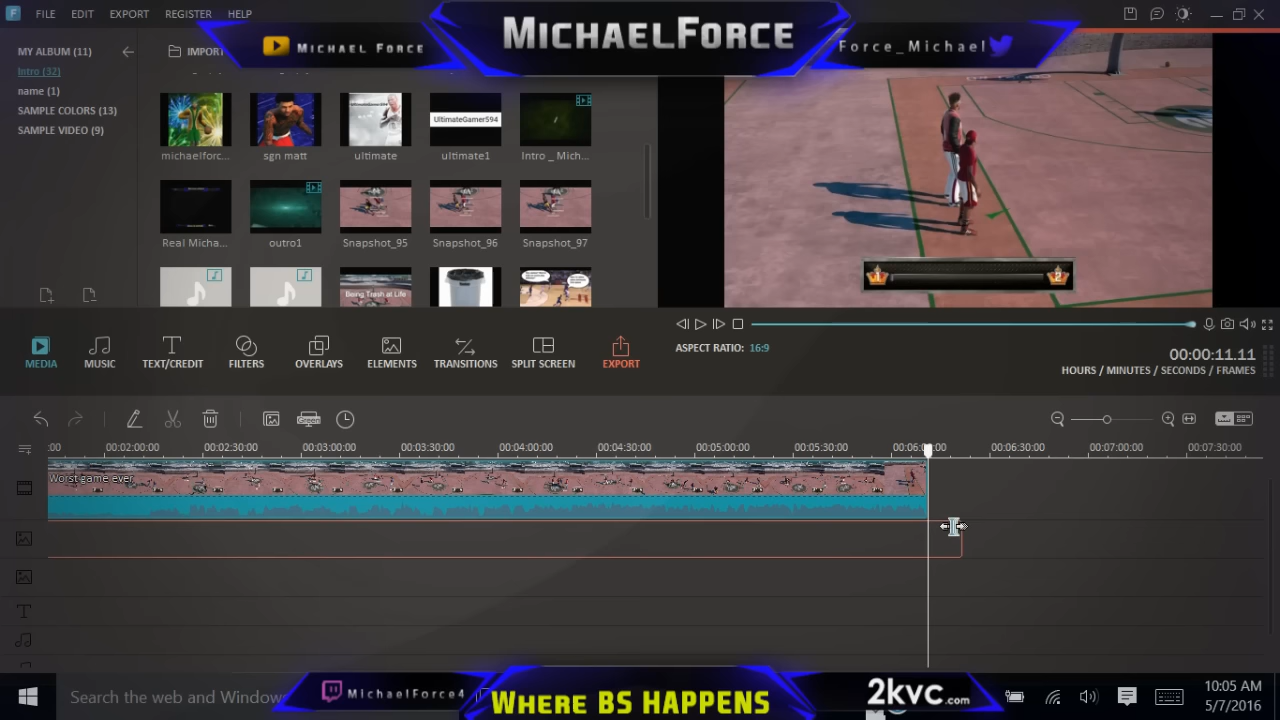 FILE EDIT EXPORT REGISTER HELP
MichaelForce
Michael Force
Force_Michael
MY ALBUM (11)
IMPOR
Intro (32)
name (1)
SAMPLE COLORS (13)
SAMPLE VIDEO (9)
UltimateGamer594
michaelforc... sgn matt ultimate ultimate1 Intro _ Mich...
Real Micha... outro1 Snapshot_95 Snapshot_96 Snapshot_97
Being Trash at Life
1 2
MEDIA MUSIC TEXT/CREDIT FILTERS OVERLAYS ELEMENTS TRANSITIONS SPLIT SCREEN EXPORT
ASPECT RATIO: 16:9
00:00:11.11
HOURS / MINUTES / SECONDS / FRAMES
:00 00:02:00:00 00:02:30:00 00:03:00:00 00:03:30:00 00:04:00:00 00:04:30:00 00:05:00:00 00:05:30:00 00:06:00:00 00:06:30:00 00:07:00:00 00:07:30:00
Worst game ever
Search the web and Windows
MichaelForce4
Where BS happens
2kvc.com
10:05 AM
5/7/2016